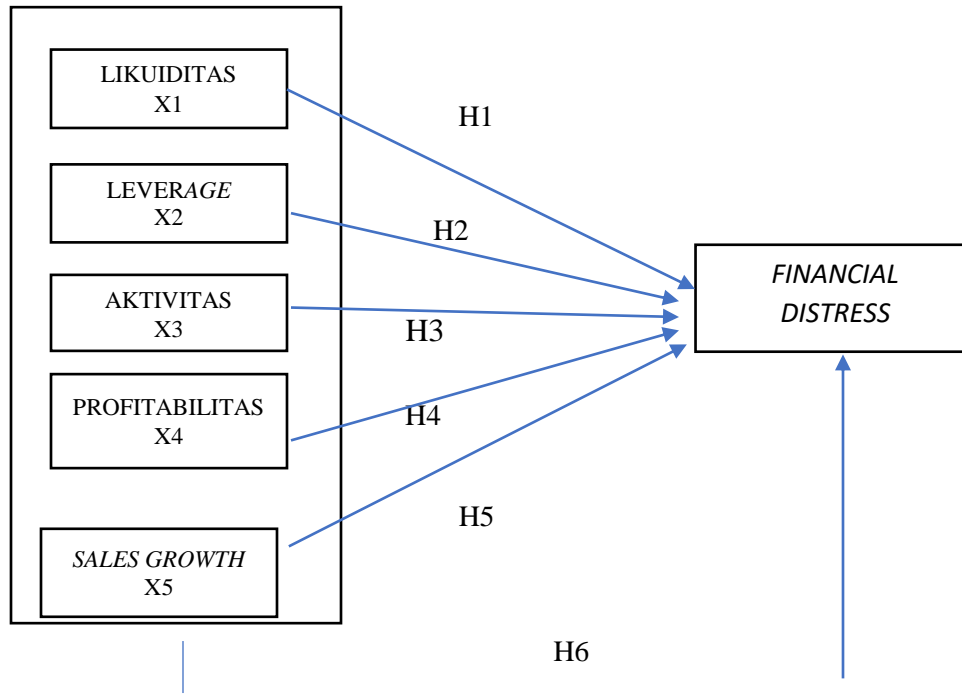 LIKUIDITAS
X1
H1
LEVERAGE
X2
H2
AKTIVITAS
X3
H3
PROFITABILITAS
X4
H4
SALES GROWTH
X5
H5
FINANCIAL
DISTRESS
H6